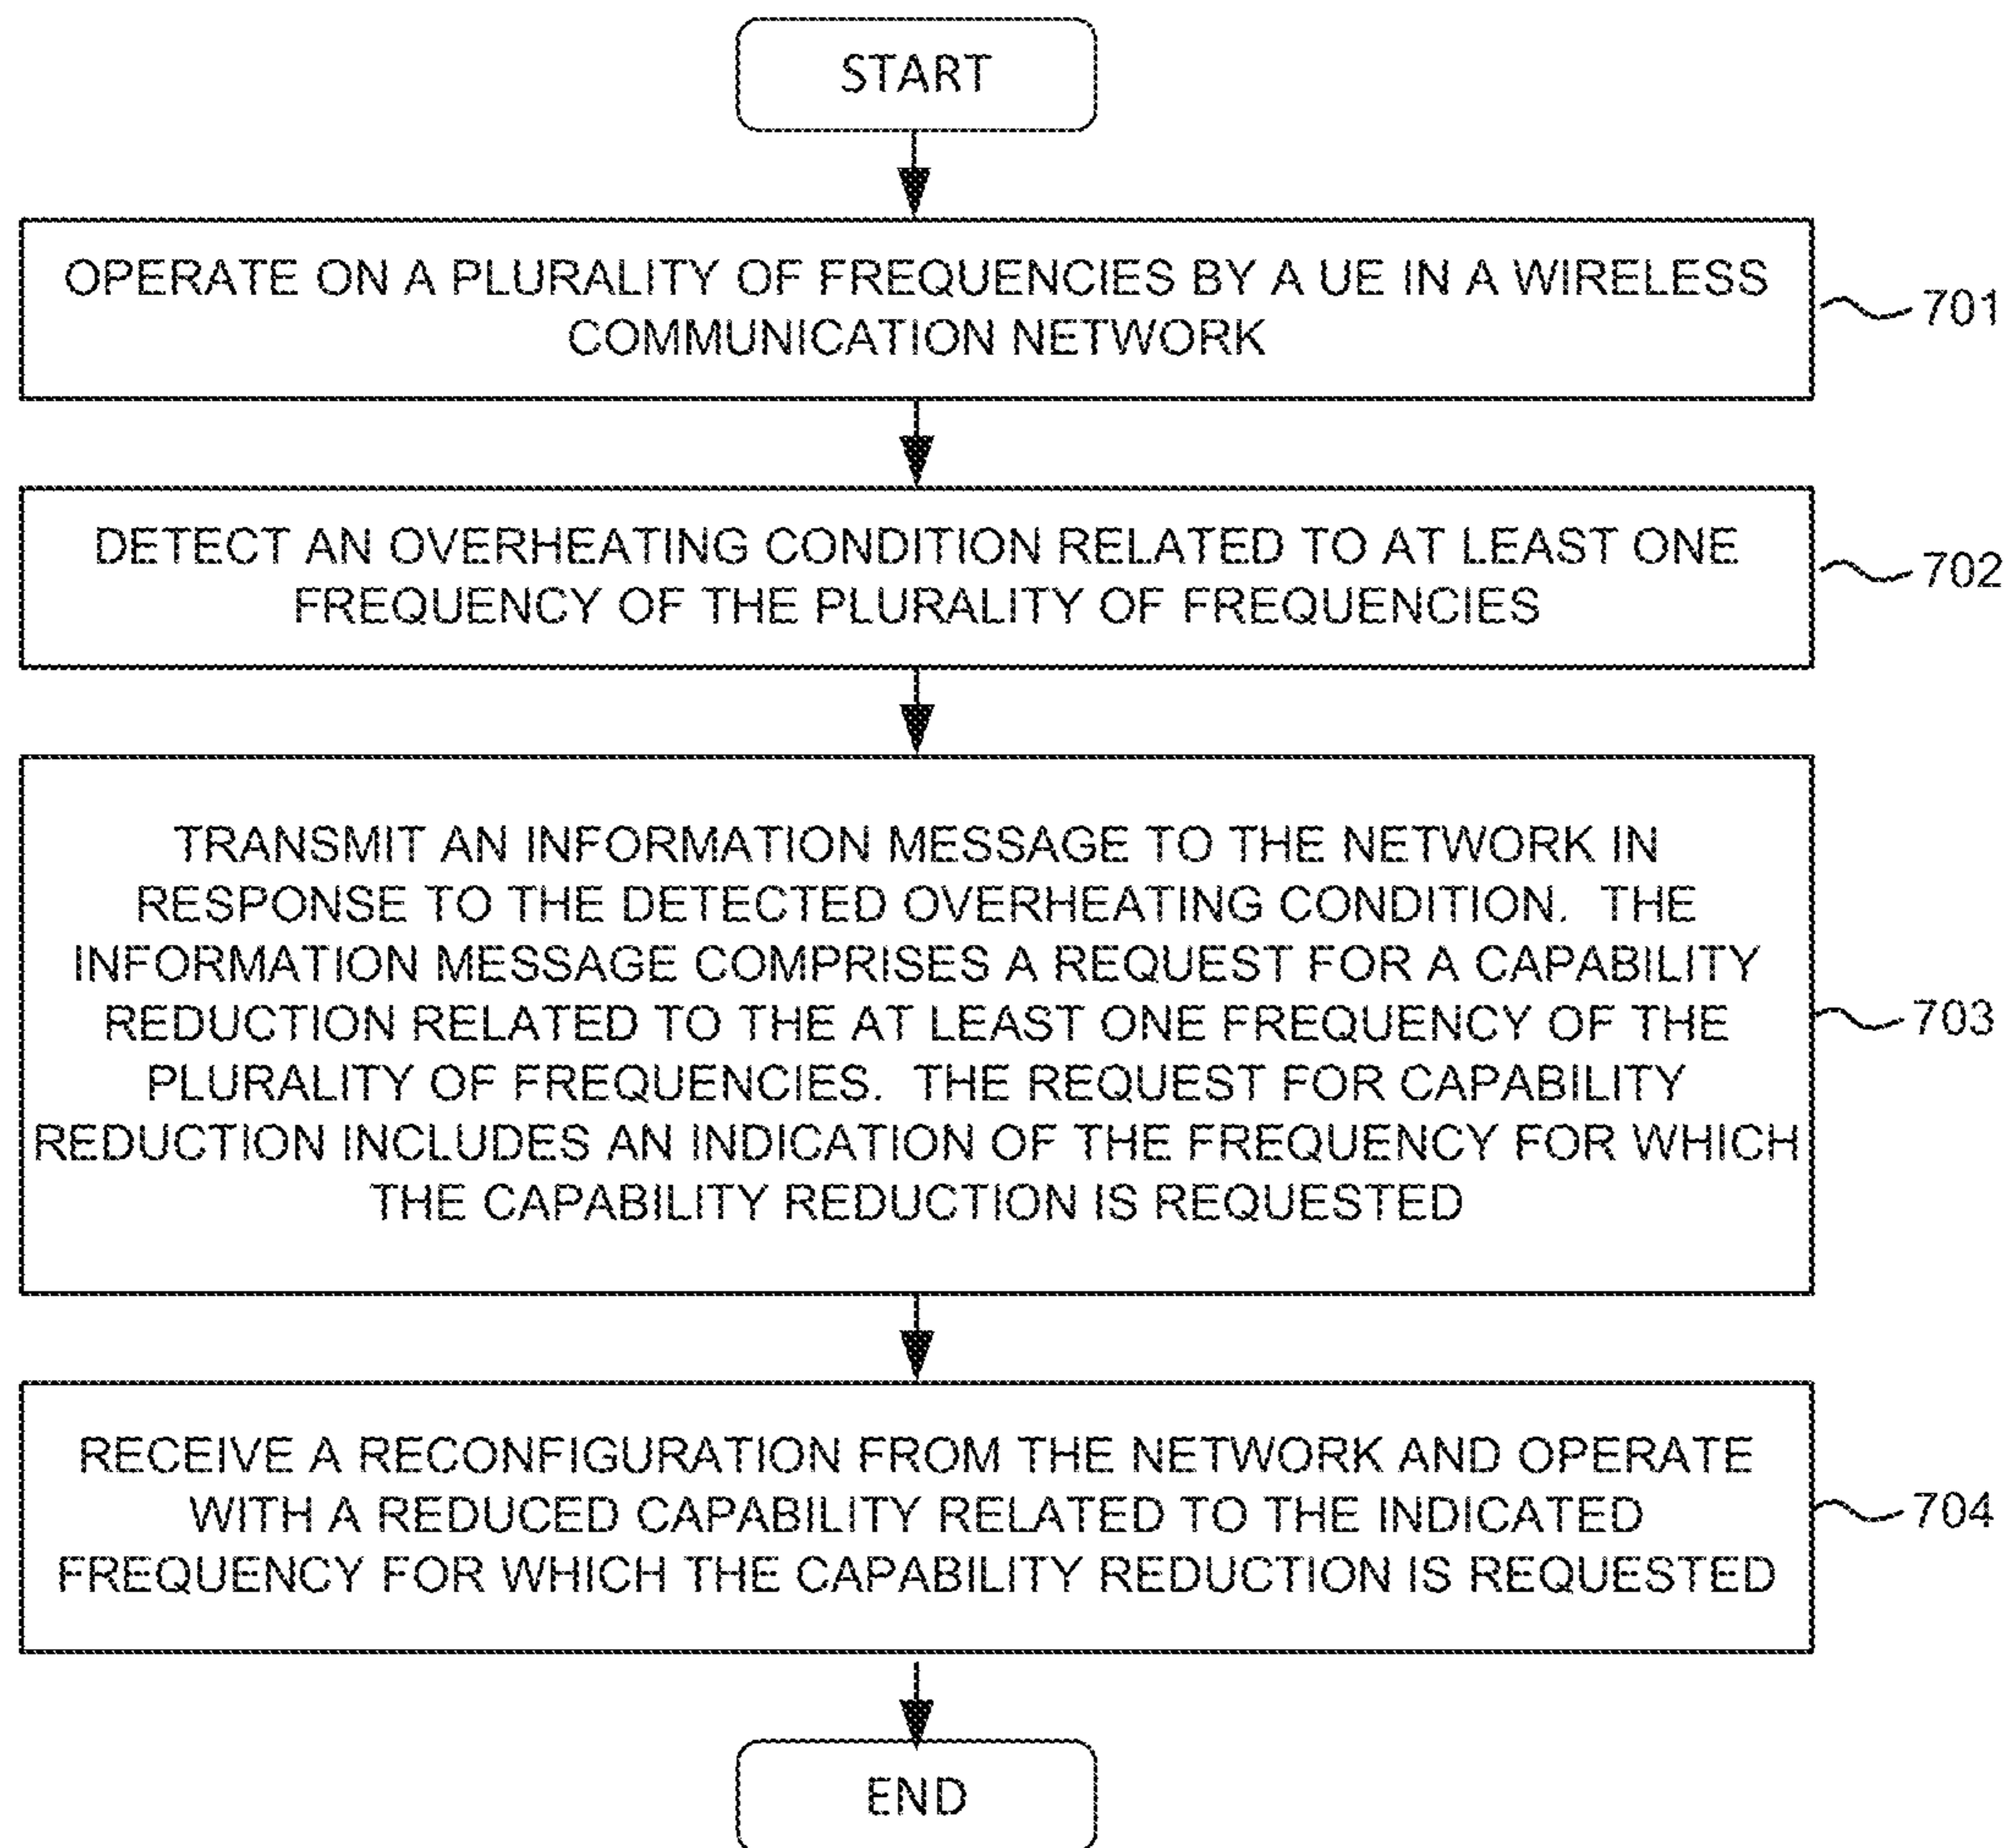 START
OPERATE ON A PLURALITY OF FREQUENCIES BY A UE IN A WIRELESS
COMMUNICATION NETWORK
701
DETECT AN OVERHEATING CONDITION RELATED TO AT LEAST ONE
FREQUENCY OF THE PLURALITY OF FREQUENCIES
702
TRANSMIT AN INFORMATION MESSAGE TO THE NETWORK IN
RESPONSE TO THE DETECTED OVERHEATING CONDITION. THE
INFORMATION MESSAGE COMPRISES A REQUEST FOR A CAPABILITY
REDUCTION RELATED TO THE AT LEAST ONE FREQUENCY OF THE
PLURALITY OF FREQUENCIES. THE REQUEST FOR CAPABILITY
REDUCTION INCLUDES AN INDICATION OF THE FREQUENCY FOR WHICH
THE CAPABILITY REDUCTION IS REQUESTED
703
RECEIVE A RECONFIGURATION FROM THE NETWORK AND OPERATE
WITH A REDUCED CAPABILITY RELATED TO THE INDICATED
FREQUENCY FOR WHICH THE CAPABILITY REDUCTION IS REQUESTED
704
END